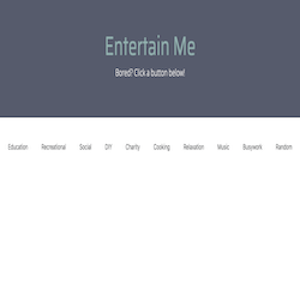 Entertain Me
Bored? Click a button below!
Education Recreational Social DIY Charity Cooking Relaxation Music Busywork Random